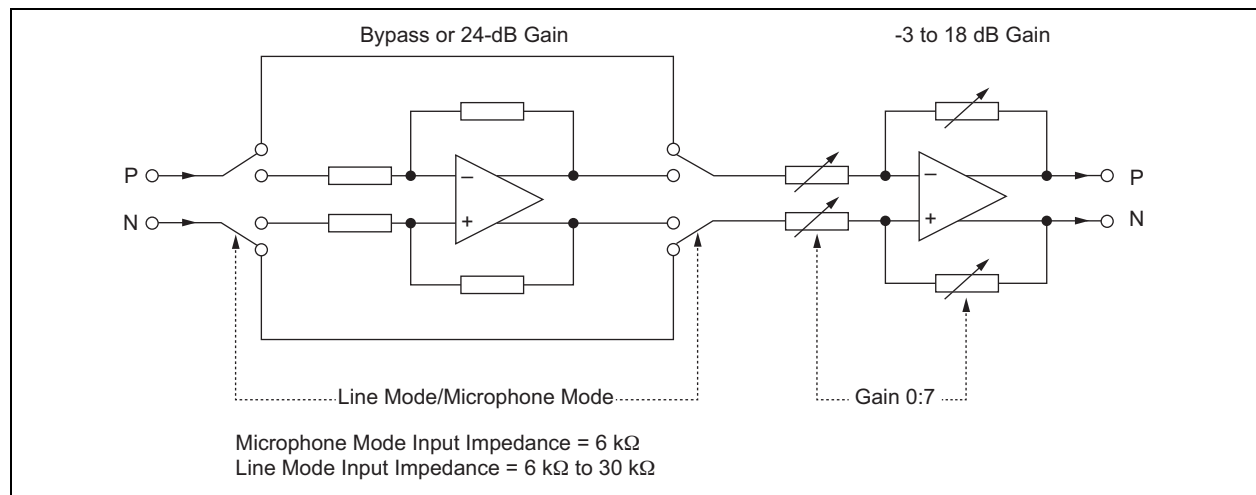 Bypass or 24-dB Gain
-3 to 18 dB Gain
P
N
–
+
–
+
P
N
Line Mode/Microphone Mode
Gain 0:7
Microphone Mode Input Impedance = 6 kΩ
Line Mode Input Impedance = 6 kΩ to 30 kΩ